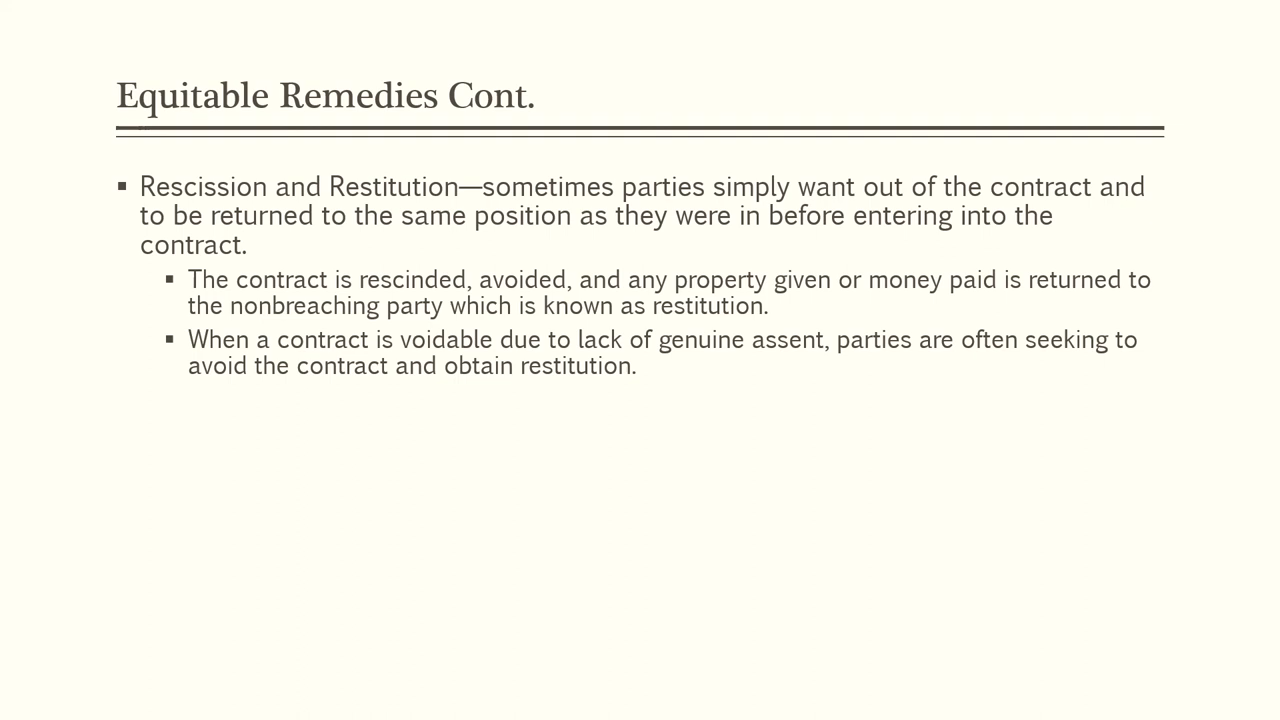 Equitable Remedies Cont.
▪ Rescission and Restitution—sometimes parties simply want out of the contract and
to be returned to the same position as they were in before entering into the
contract.
▪ The contract is rescinded, avoided, and any property given or money paid is returned to
the nonbreaching party which is known as restitution.
▪ When a contract is voidable due to lack of genuine assent, parties are often seeking to
avoid the contract and obtain restitution.